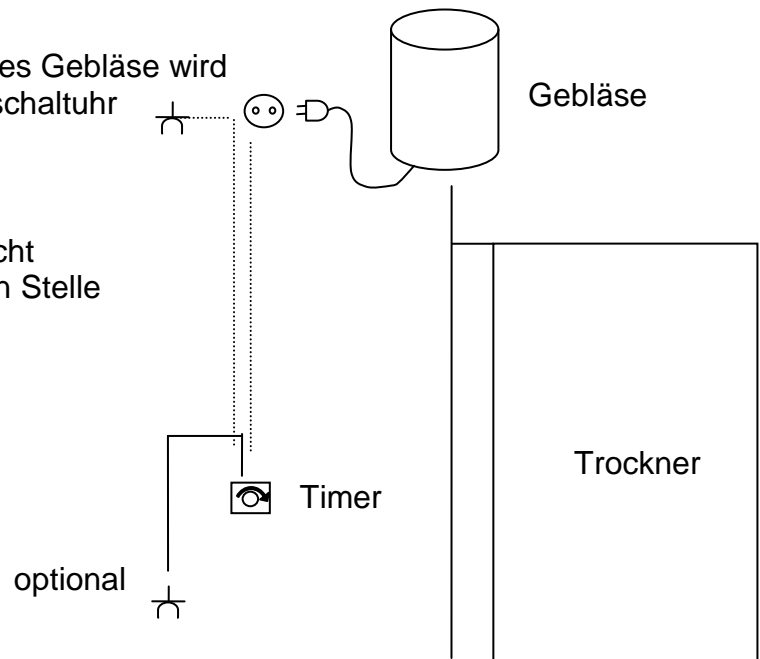 es Gebläse wird
schaltuhr
Gebläse
cht
n Stelle
Trockner
Timer
optional